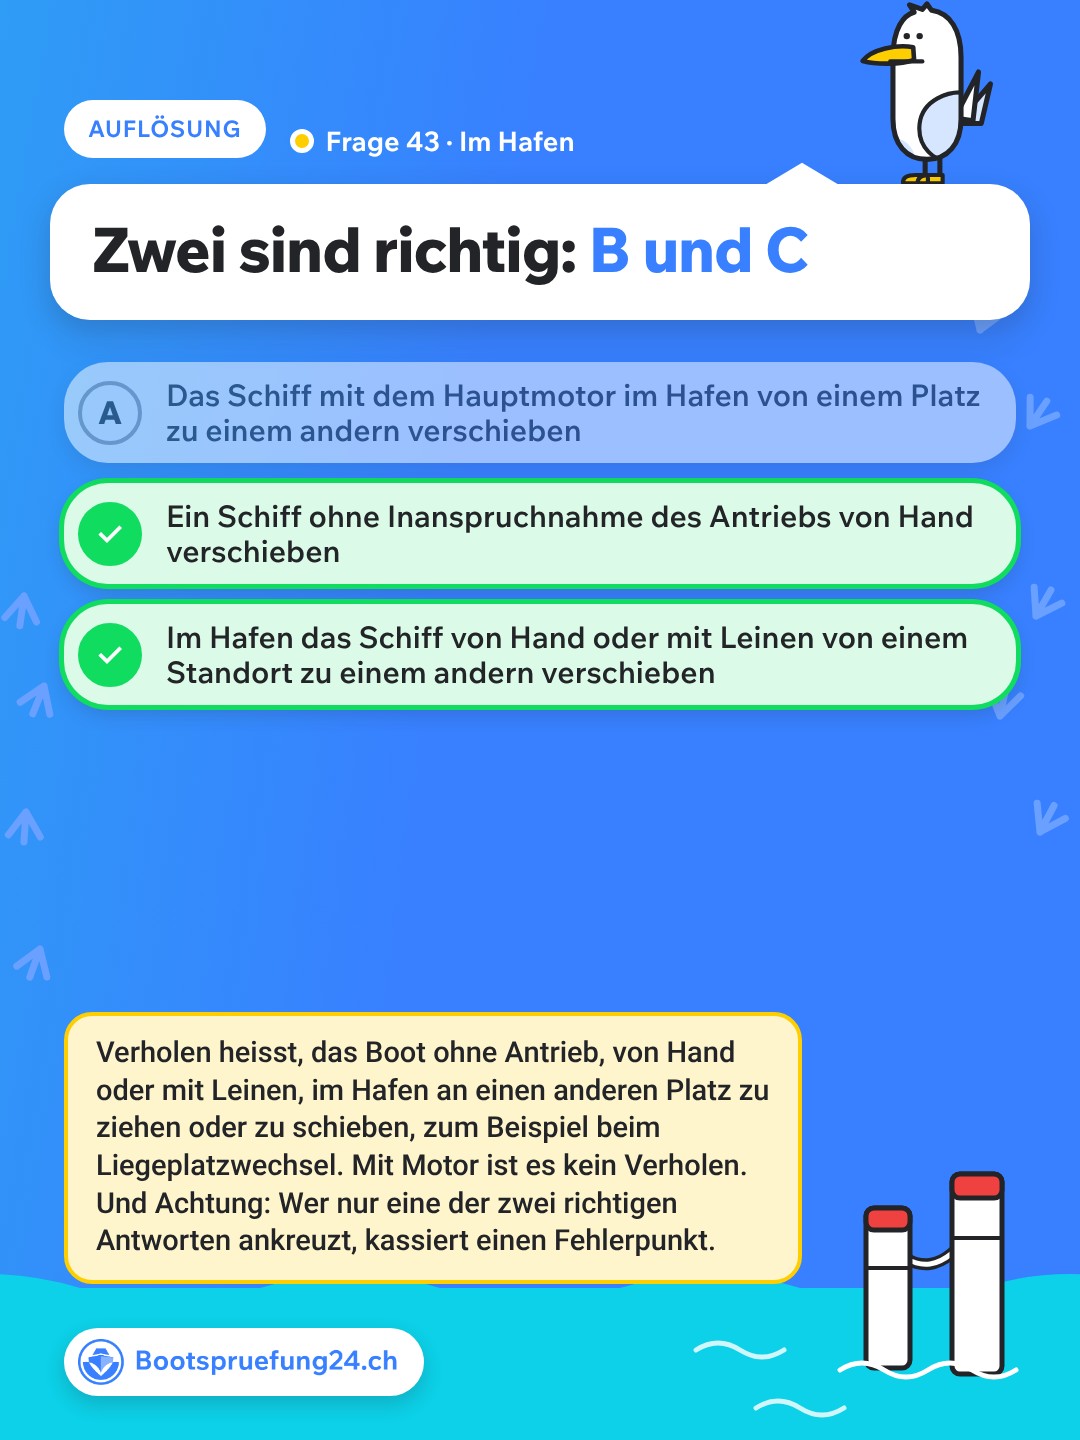 AUFLÖSUNG
Frage 43 · Im Hafen
Zwei sind richtig: B und C
A
Das Schiff mit dem Hauptmotor im Hafen von einem Platz
zu einem andern verschieben
Ein Schiff ohne Inanspruchnahme des Antriebs von Hand
verschieben
Im Hafen das Schiff von Hand oder mit Leinen von einem
Standort zu einem andern verschieben
Verholen heisst, das Boot ohne Antrieb, von Hand
oder mit Leinen, im Hafen an einen anderen Platz zu
ziehen oder zu schieben, zum Beispiel beim
Liegeplatzwechsel. Mit Motor ist es kein Verholen.
Und Achtung: Wer nur eine der zwei richtigen
Antworten ankreuzt, kassiert einen Fehlerpunkt.
Bootspruefung24.ch